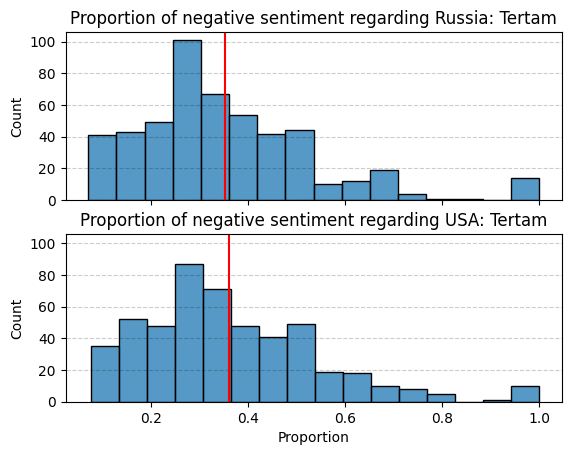 Proportion of negative sentiment regarding Russia: Tertam
100
80
60
40
20
0
Count
Proportion of negative sentiment regarding USA: Tertam
100
80
60
40
20
0
Count
0.2 0.4 0.6 0.8 1.0
Proportion